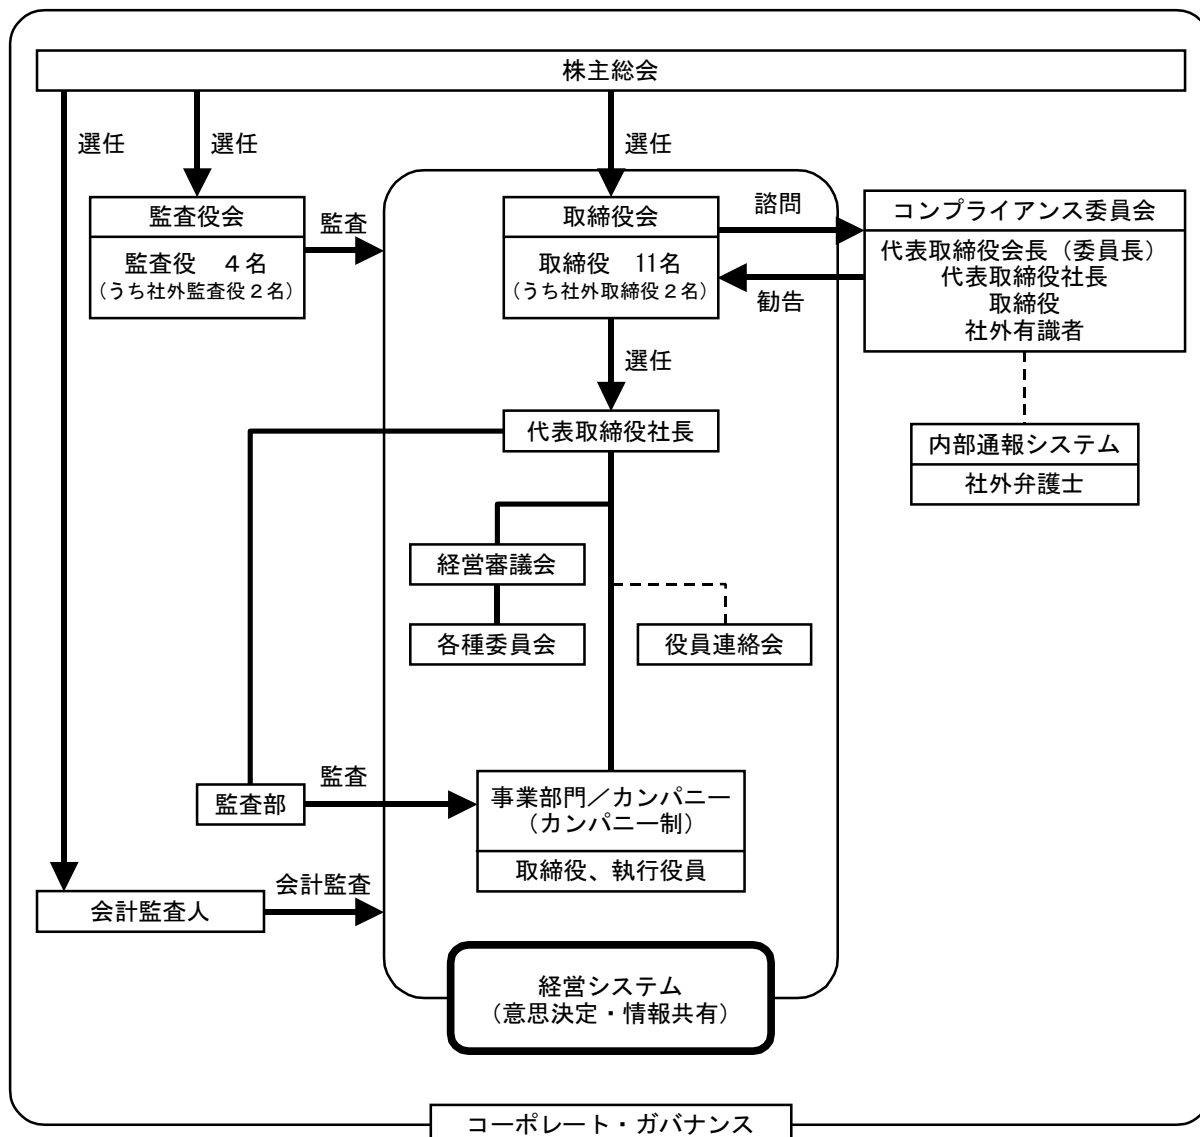 株主総会
選任
選任
選任
監査役会
監査役　４名
（うち社外監査役２名）
監査
取締役会
取締役　11名
（うち社外取締役２名）
諮問
勧告
コンプライアンス委員会
代表取締役会長（委員長）
代表取締役社長
取締役
社外有識者
選任
代表取締役社長
内部通報システム
社外弁護士
経営審議会
各種委員会
役員連絡会
監査部
監査
事業部門／カンパニー
（カンパニー制）
取締役、執行役員
会計監査人
会計監査
経営システム
（意思決定・情報共有）
コーポレート・ガバナンス